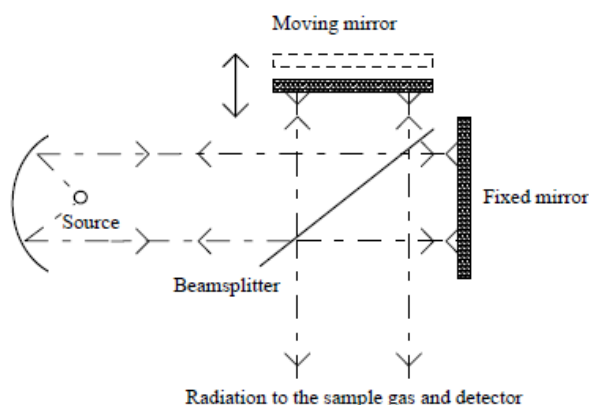 Moving mirror
Fixed mirror
Source
Beamsplitter
Radiation to the sample gas and detector